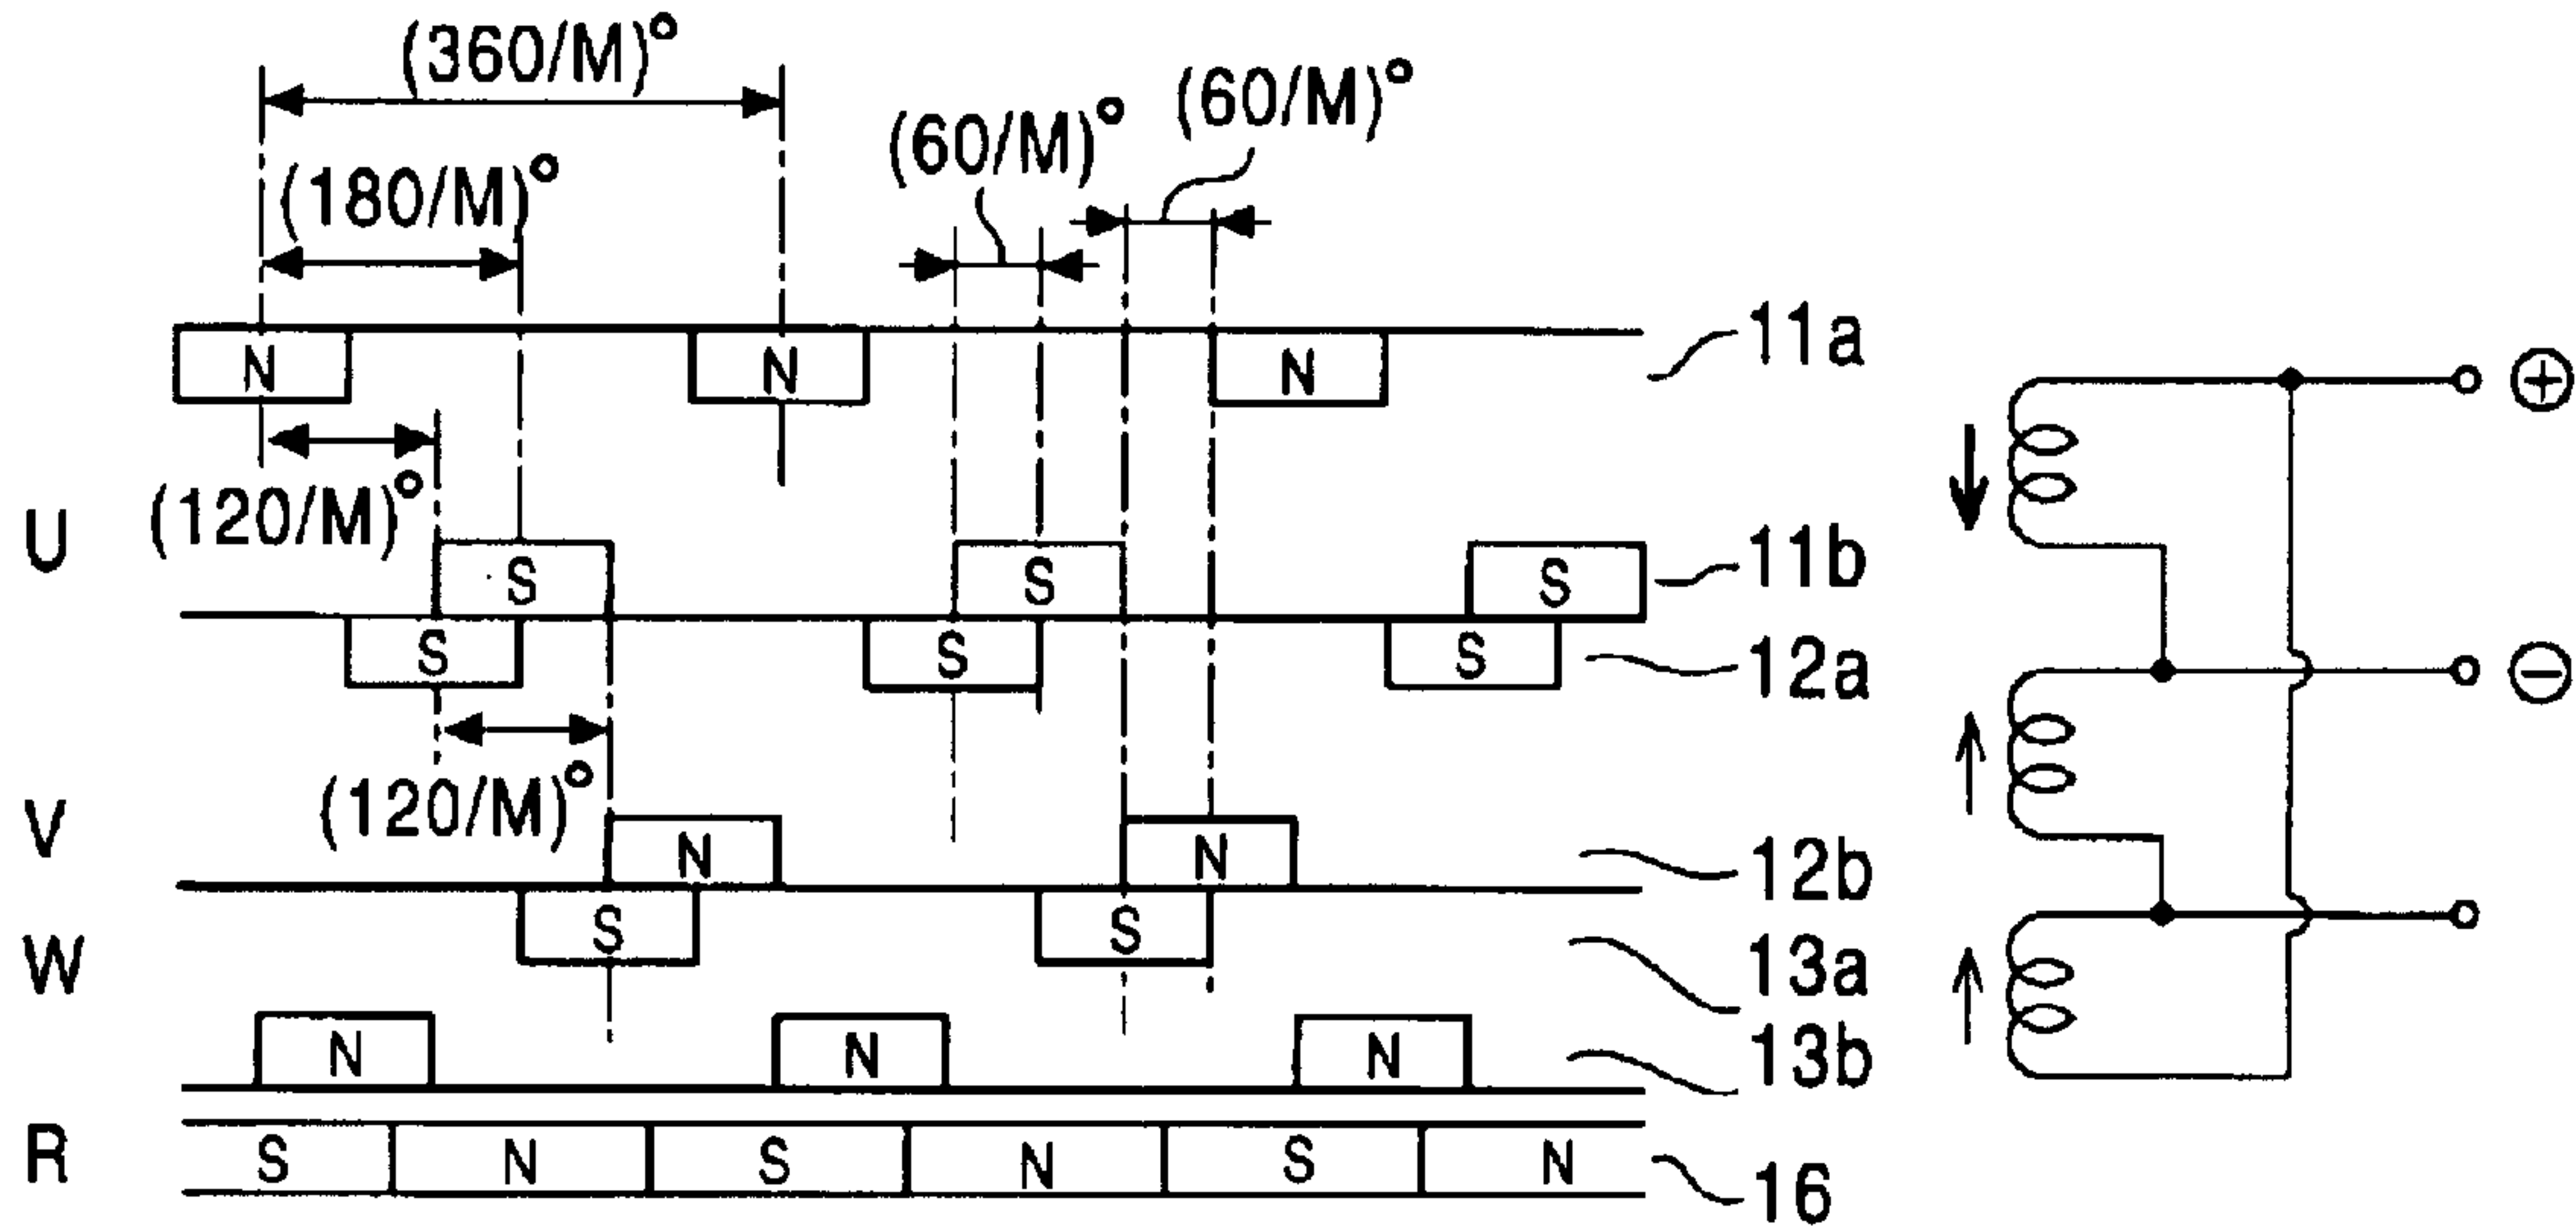 (360/M)°
(60/M)°
(60/M)°
(180/M)°
N N N 11a
⊕
(120/M)°
U
S S S 11b
S S S 12a
⊖
(120/M)°
V
N N 12b
W
S S 13a
N N N 13b
R
S N S N S N 16